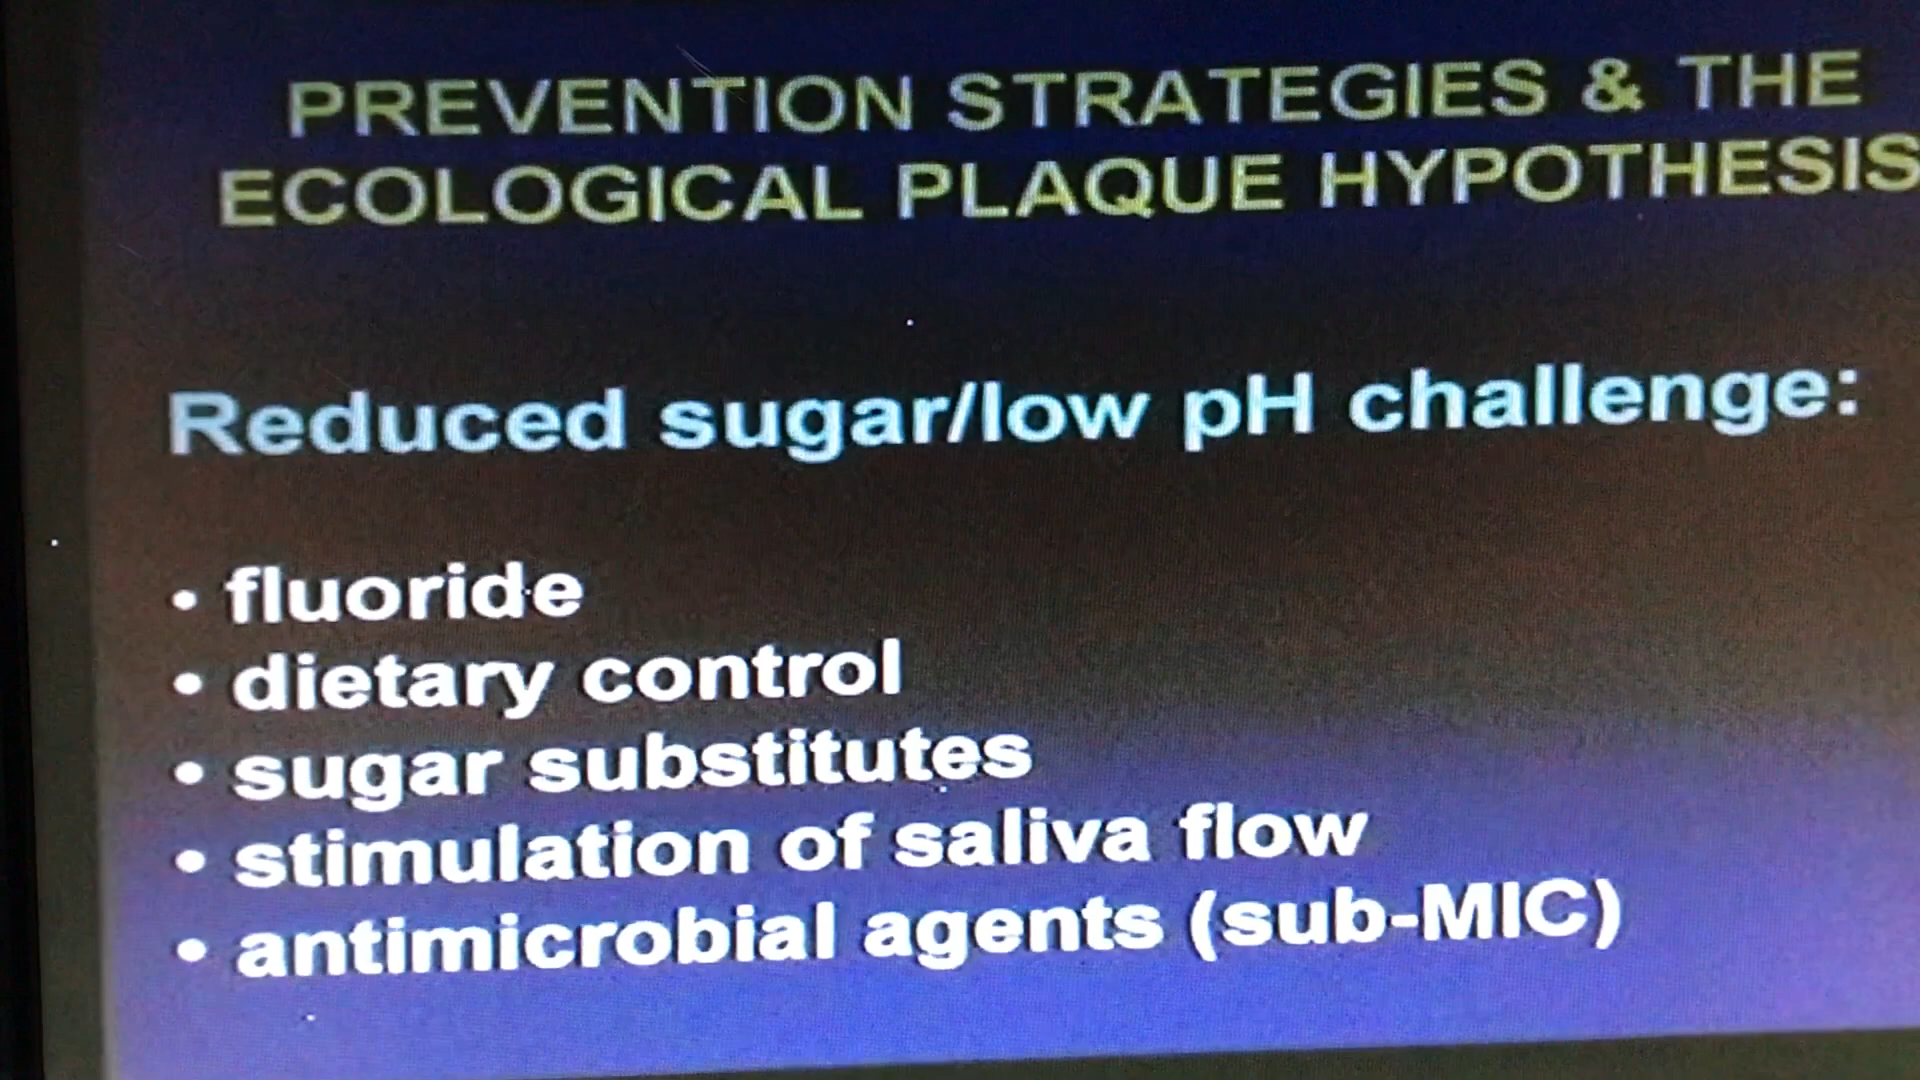 PREVENTION STRATEGIES & THE
ECOLOGICAL PLAQUE HYPOTHESIS
Reduced sugar/low pH challenge:
• fluoride
• dietary control
• sugar substitutes
• stimulation of saliva flow
• antimicrobial agents (sub-MIC)